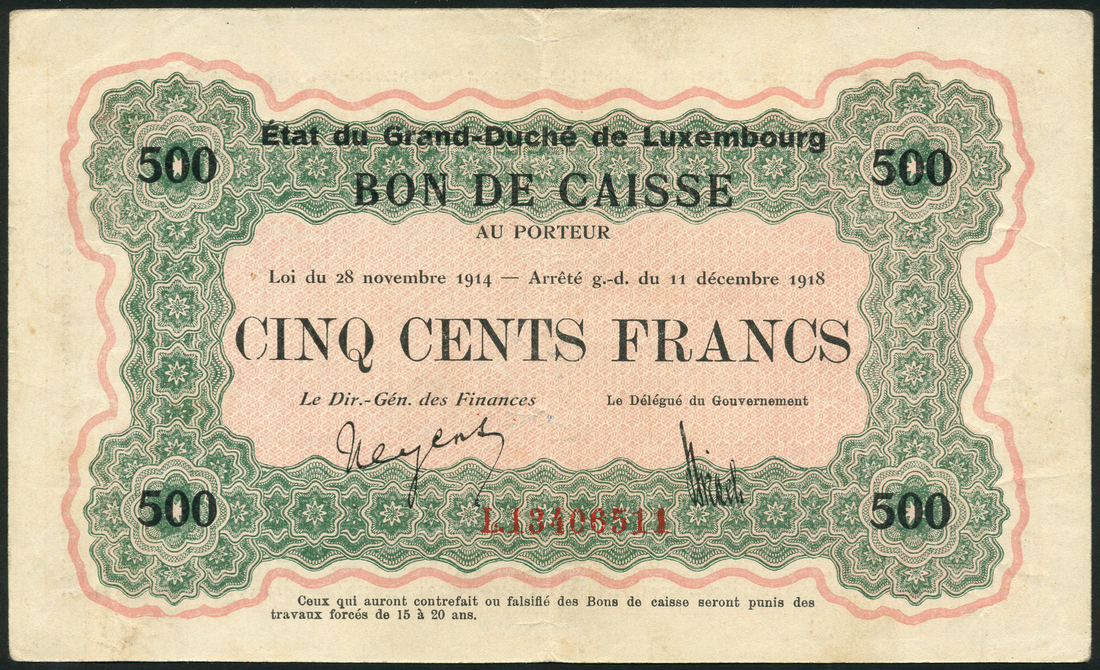 État du Grand-Duché de Luxembourg
500 BON DE CAISSE 500
AU PORTEUR
Loi du 28 novembre 1914 — Arrêté g.-d. du 11 décembre 1918
CINQ CENTS FRANCS
Le Dir.-Gén. des Finances Le Délégué du Gouvernement
500 L.13406511 500
Ceux qui auront contrefait ou falsifié des Bons de caisse seront punis des
travaux forcés de 15 à 20 ans.